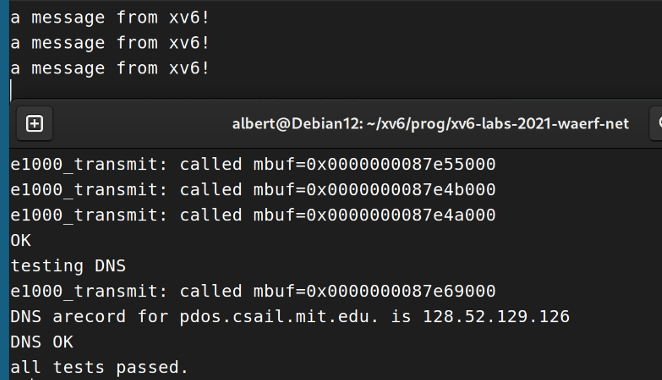 a message from xv6!
a message from xv6!
a message from xv6!
albert@Debian12: ~/xv6/prog/xv6-labs-2021-waerf-net
e1000_transmit: called mbuf=0x0000000087e55000
e1000_transmit: called mbuf=0x0000000087e4b000
e1000_transmit: called mbuf=0x0000000087e4a000
OK
testing DNS
e1000_transmit: called mbuf=0x0000000087e69000
DNS arecord for pdos.csail.mit.edu. is 128.52.129.126
DNS OK
all tests passed.